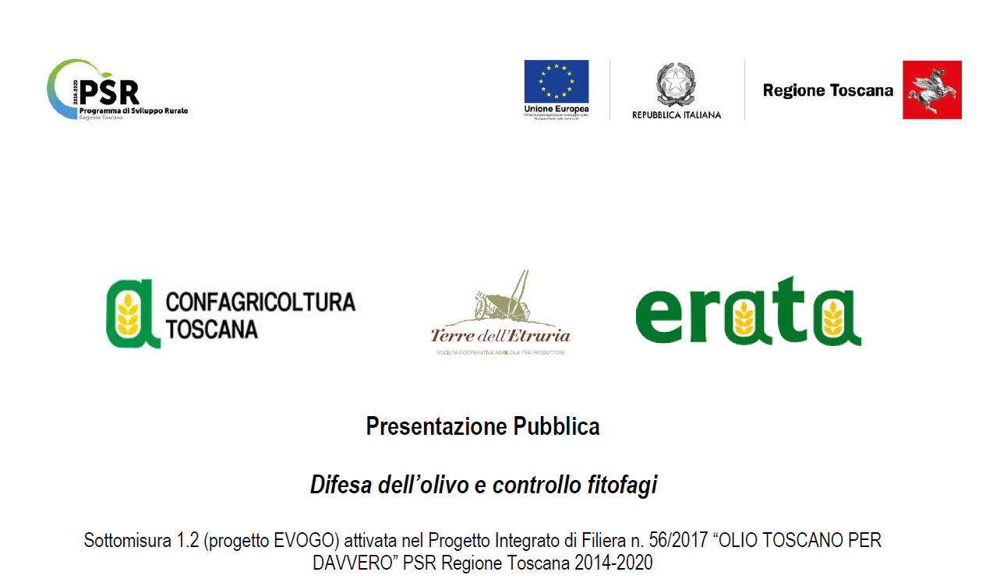 2014-2020
PSR
Programma di Sviluppo Rurale
Regione Toscana
Unione Europea
REPUBBLICA ITALIANA
Regione Toscana
a CONFAGRICOLTURA
TOSCANA
Terre dell'Etruria
SOCIETÀ COOPERATIVA AGRICOLA TRA PRODUTTORI
erata
Presentazione Pubblica
Difesa dell’olivo e controllo fitofagi
Sottomisura 1.2 (progetto EVOGO) attivata nel Progetto Integrato di Filiera n. 56/2017 “OLIO TOSCANO PER
DAVVERO” PSR Regione Toscana 2014-2020